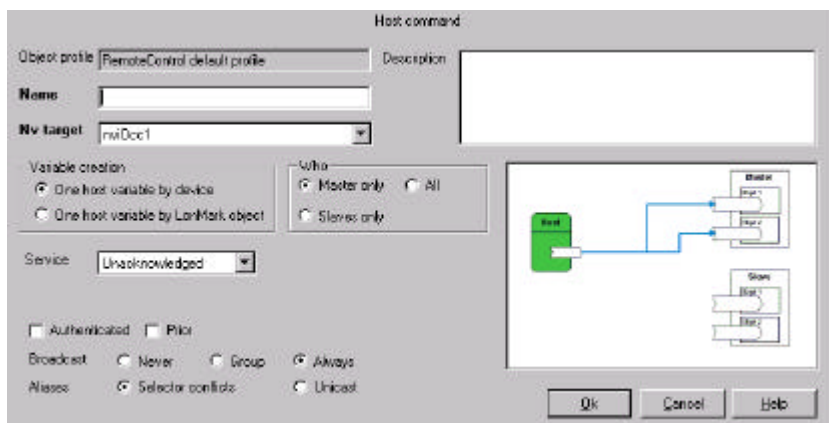 Host command
Object profile RemoteControl default profile
Description
Name
Nv target nviOcc1
Variable creation
One host variable by device
One host variable by LonMark object
Who
Master only All
Slaves only
Host
Master
Slave
Service Unacknowledged
Authenticated Prior
Broadcast Never Group Always
Aliases Selector conflicts Unicast
Ok Cancel Help